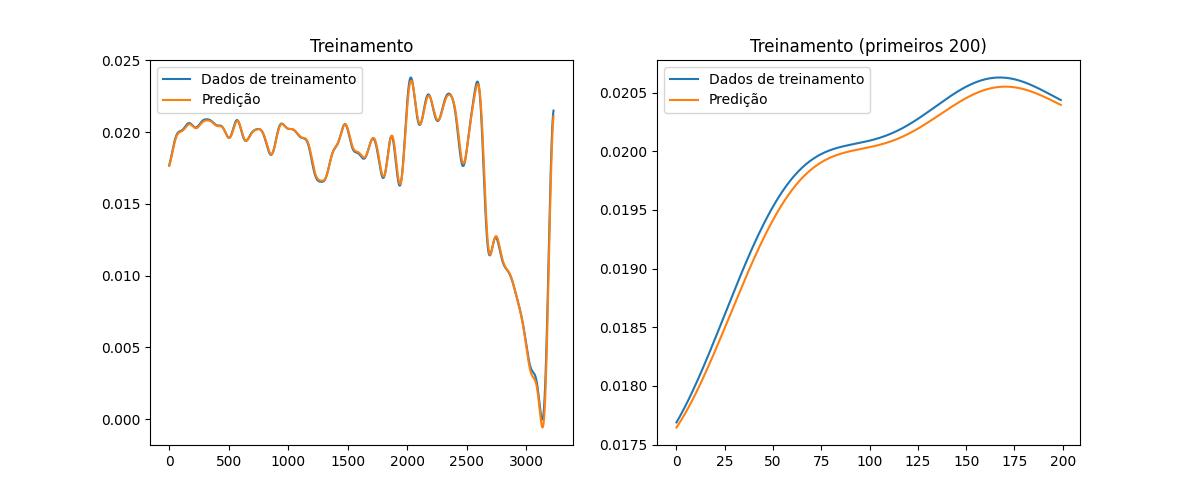 Treinamento
Dados de treinamento
Predição
0.025
0.020
0.015
0.010
0.005
0.000
0 500 1000 1500 2000 2500 3000
Treinamento (primeiros 200)
Dados de treinamento
Predição
0.0205
0.0200
0.0195
0.0190
0.0185
0.0180
0.0175
0 25 50 75 100 125 150 175 200